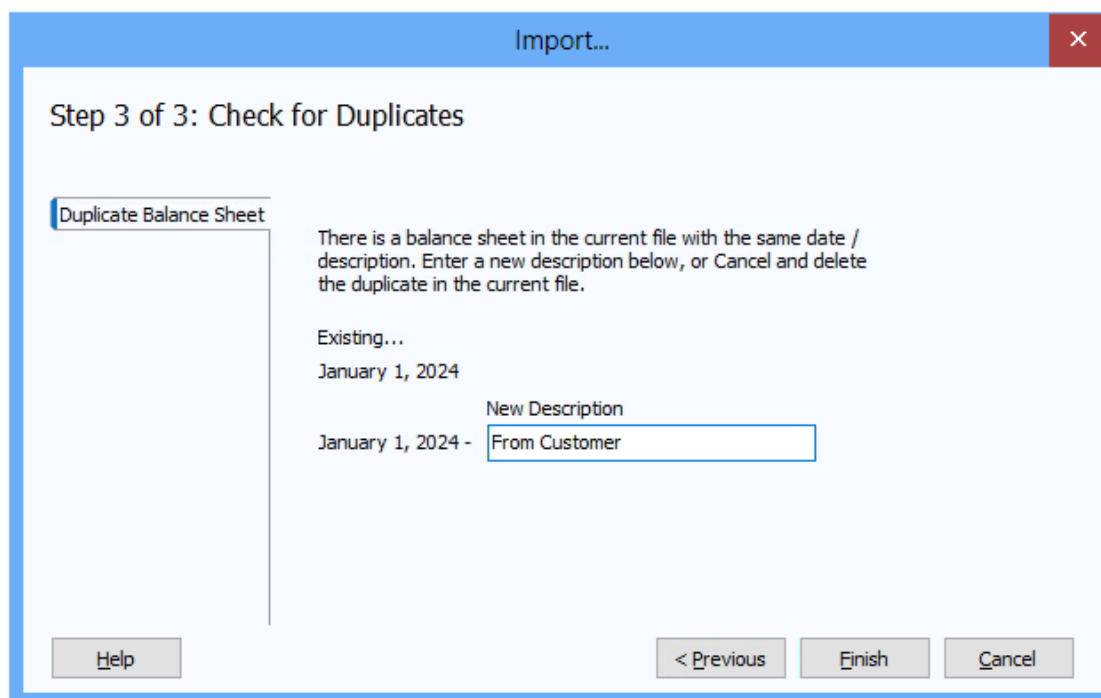 Import...
Step 3 of 3: Check for Duplicates
Duplicate Balance Sheet
There is a balance sheet in the current file with the same date /
description. Enter a new description below, or Cancel and delete
the duplicate in the current file.
Existing...
January 1, 2024
New Description
January 1, 2024 - From Customer
Help < Previous Finish Cancel